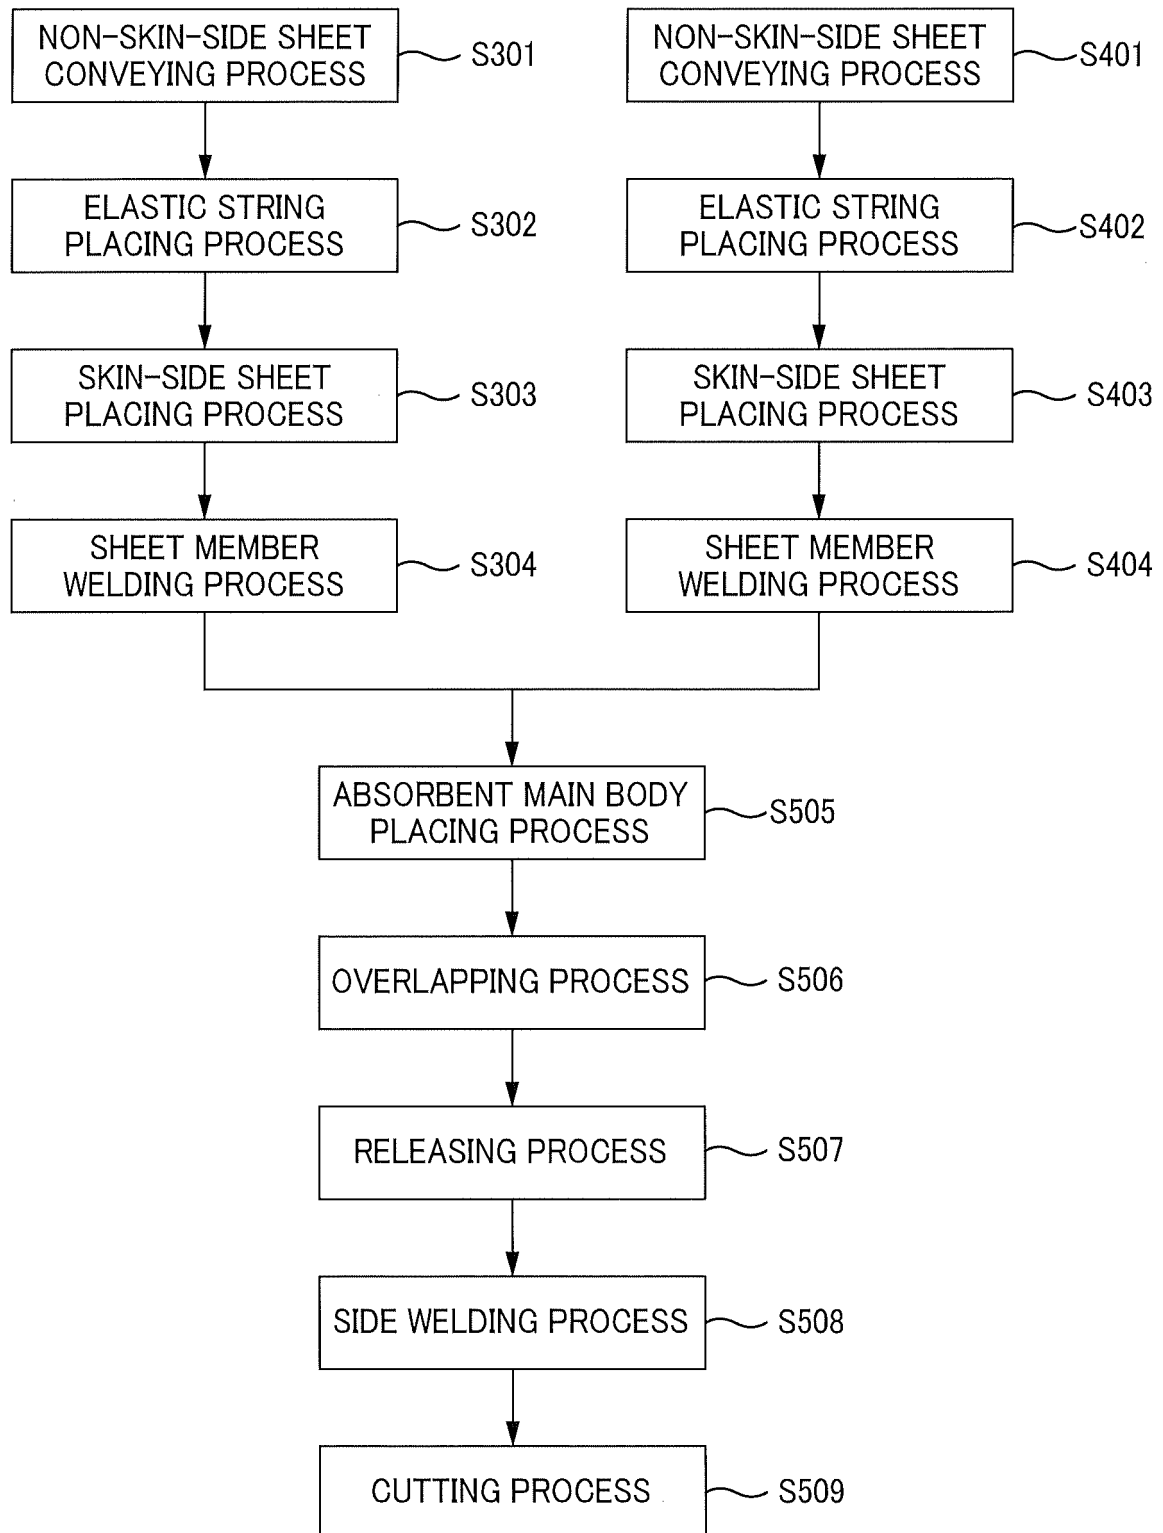 NON-SKIN-SIDE SHEET
CONVEYING PROCESS
S301
NON-SKIN-SIDE SHEET
CONVEYING PROCESS
S401
ELASTIC STRING
PLACING PROCESS
S302
ELASTIC STRING
PLACING PROCESS
S402
SKIN-SIDE SHEET
PLACING PROCESS
S303
SKIN-SIDE SHEET
PLACING PROCESS
S403
SHEET MEMBER
WELDING PROCESS
S304
SHEET MEMBER
WELDING PROCESS
S404
ABSORBENT MAIN BODY
PLACING PROCESS
S505
OVERLAPPING PROCESS
S506
RELEASING PROCESS
S507
SIDE WELDING PROCESS
S508
CUTTING PROCESS
S509